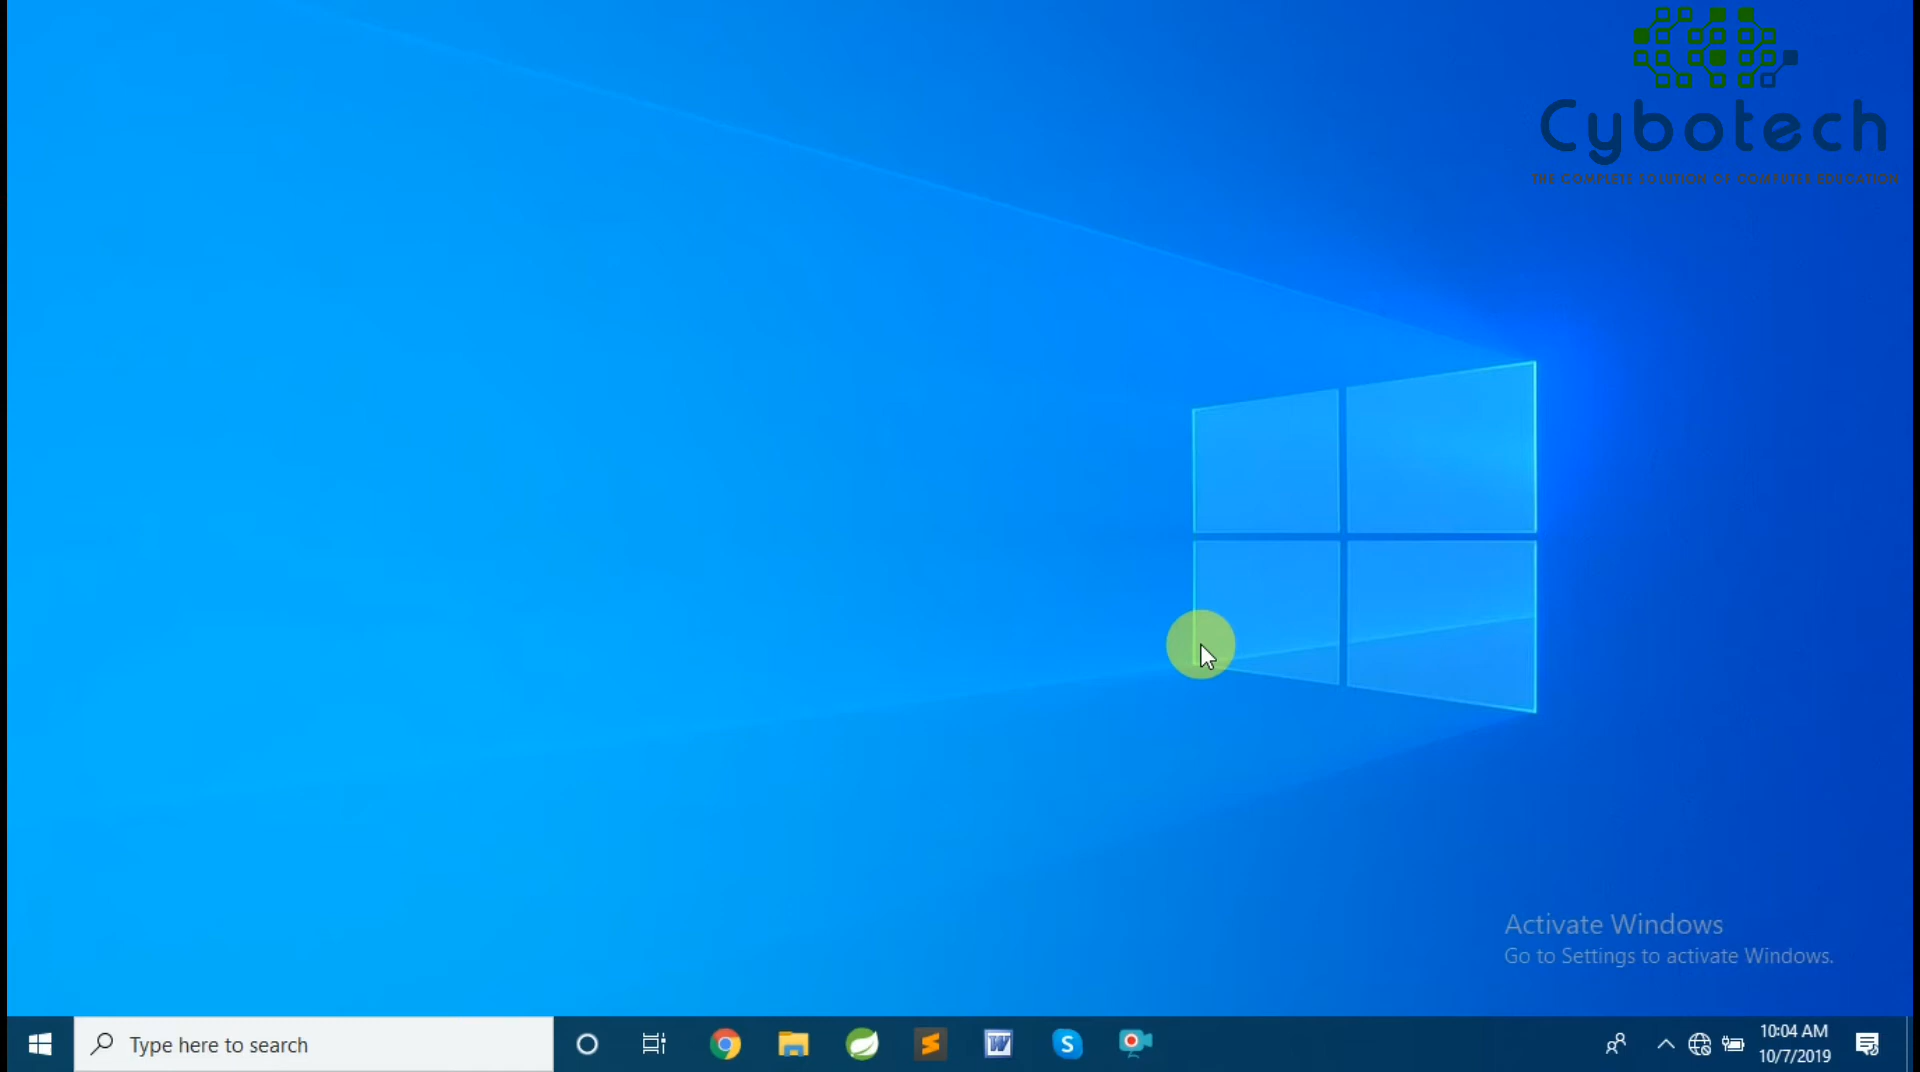 Cybotech
THE COMPLETE SOLUTION OF COMPUTER EDUCATION
Activate Windows
Go to Settings to activate Windows.
Type here to search
10:04 AM
10/7/2019